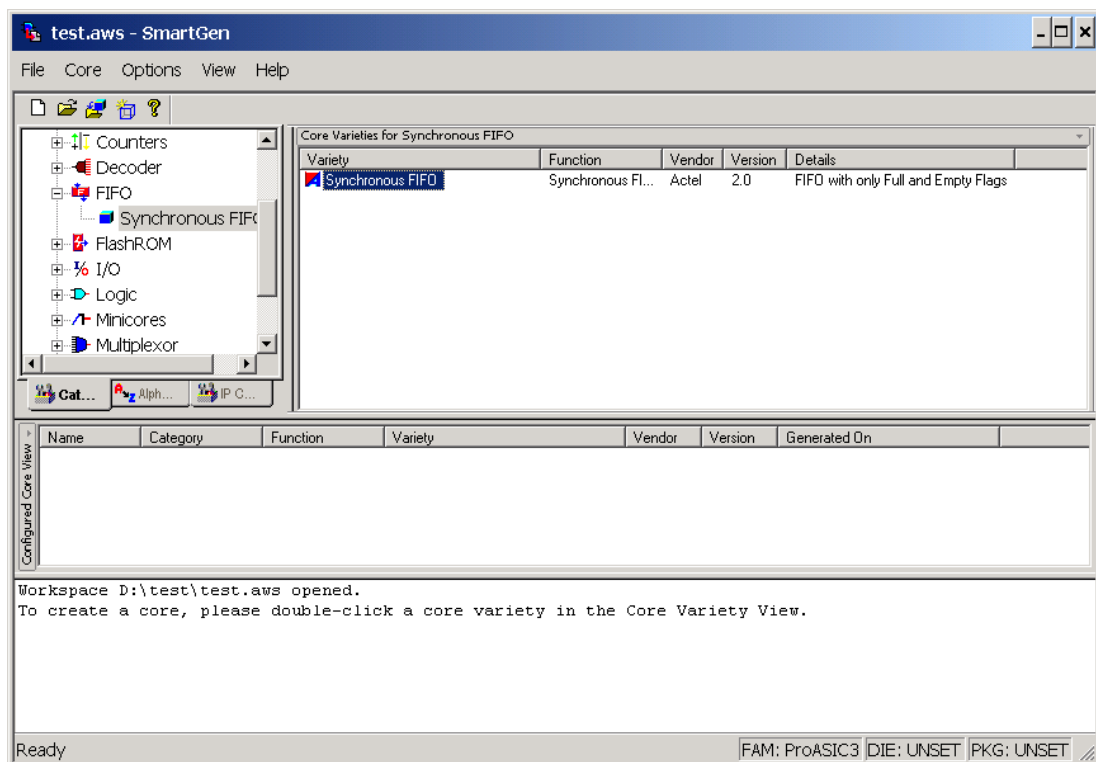 test.aws - SmartGen
File Core Options View Help
Counters
Decoder
FIFO
Synchronous FIF
FlashROM
I/O
Logic
Minicores
Multiplexor
Cat... Alph... IP C...
Core Varieties for Synchronous FIFO
Variety Function Vendor Version Details
Synchronous FIFO Synchronous FI... Actel 2.0 FIFO with only Full and Empty Flags
Configured Core View
Name Category Function Variety Vendor Version Generated On
Workspace D:\test\test.aws opened.
To create a core, please double-click a core variety in the Core Variety View.
Ready FAM: ProASIC3 DIE: UNSET PKG: UNSET